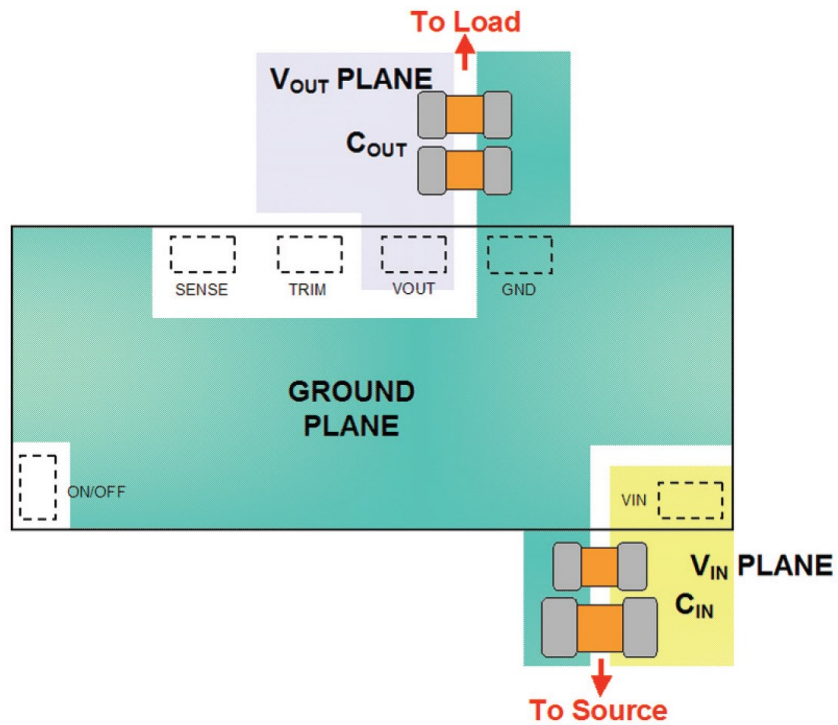 To Load
VOUT PLANE
COUT
SENSE
TRIM
VOUT
GND
GROUND
PLANE
ON/OFF
VIN
VIN PLANE
CIN
To Source